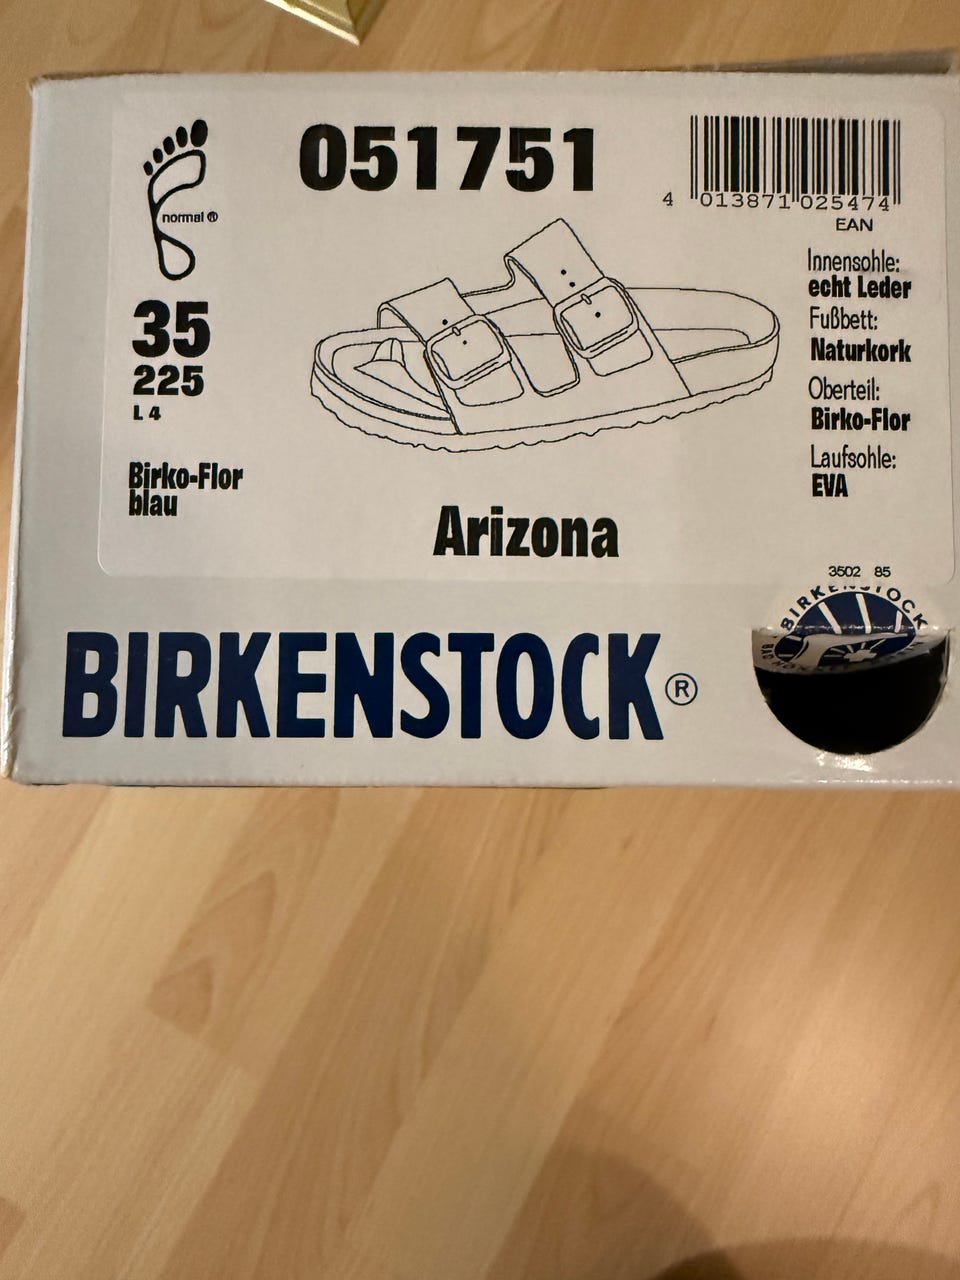 051751
normal ®
4 013871 025474
EAN
35
225
L 4
Birko-Flor
blau
Innensohle:
echt Leder
Fußbett:
Naturkork
Oberteil:
Birko-Flor
Laufsohle:
EVA
Arizona
3502 85
BIRKENSTOCK®
BIRKENSTOCK